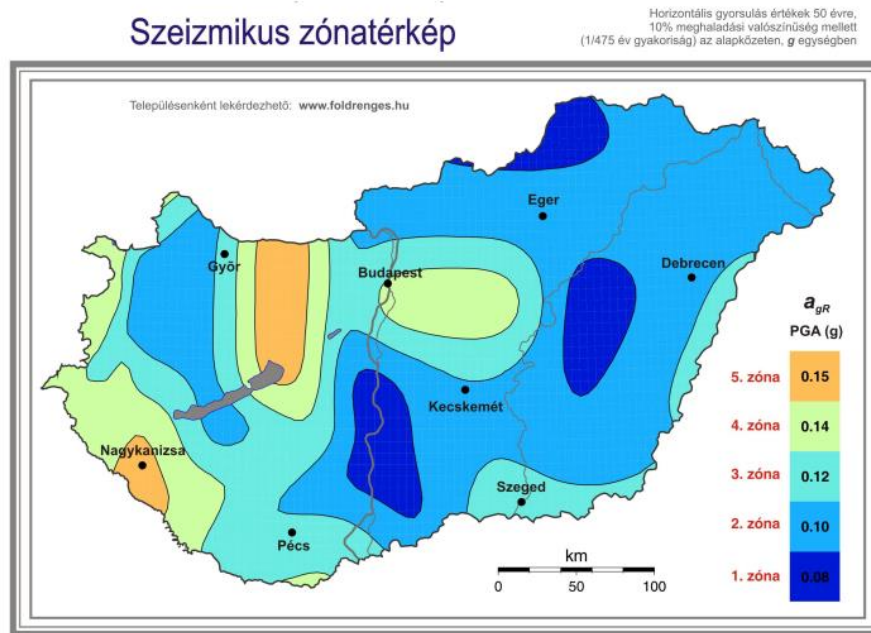 Szeizmikus zónatérkép
Horizontális gyorsulás értékek 50 évre,
10% meghaladási valószínűség mellett
(1/475 év gyakoriság) az alapkőzeten, g egységben
Településenként lekérdezhető: www.foldrenges.hu
Eger
Győr
Budapest
Debrecen
Kecskemét
Nagykanizsa
Szeged
Pécs
km
0 50 100
agR
PGA (g)
5. zóna 0.15
4. zóna 0.14
3. zóna 0.12
2. zóna 0.10
1. zóna 0.08